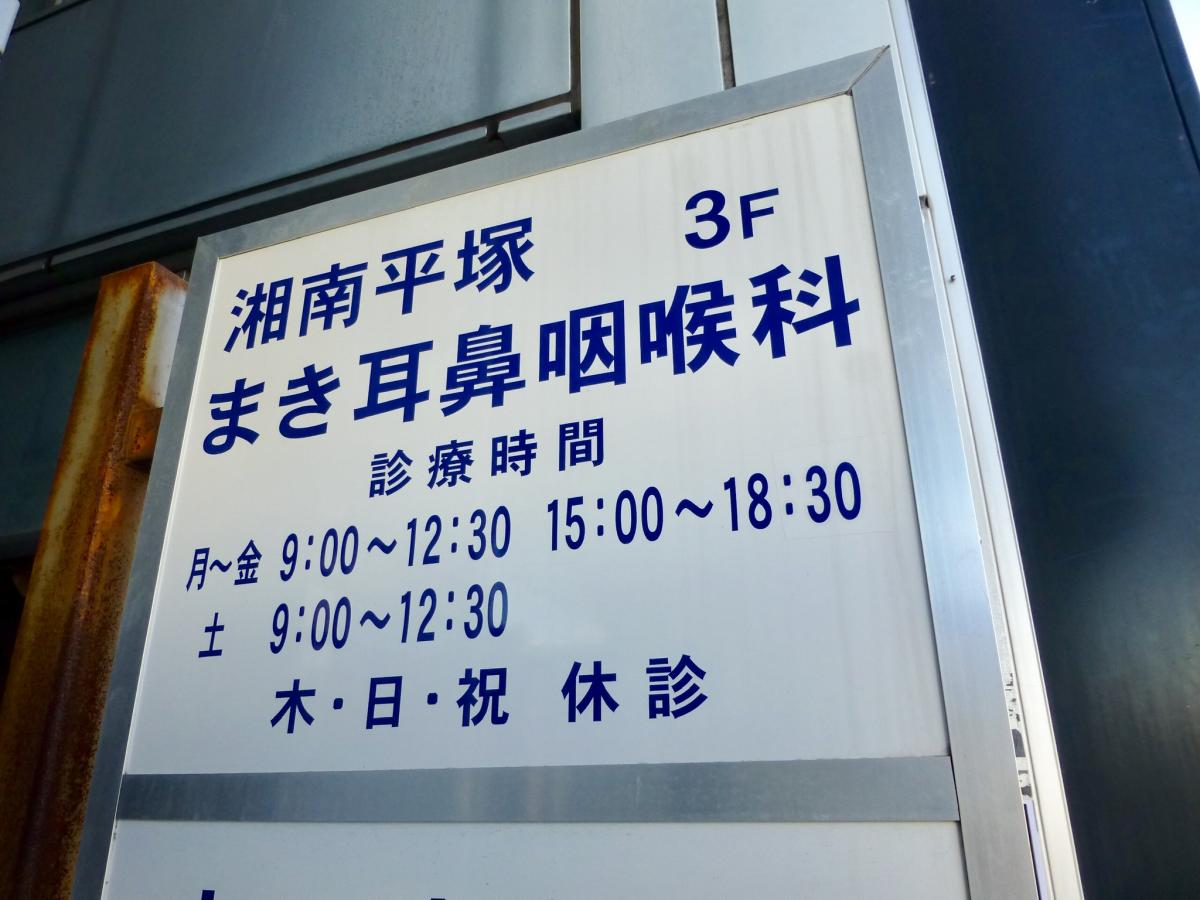 湘南平塚 3F
まき耳鼻咽喉科
診療時間
月～金 9:00～12:30 15:00～18:30
土 9:00～12:30
木・日・祝 休診